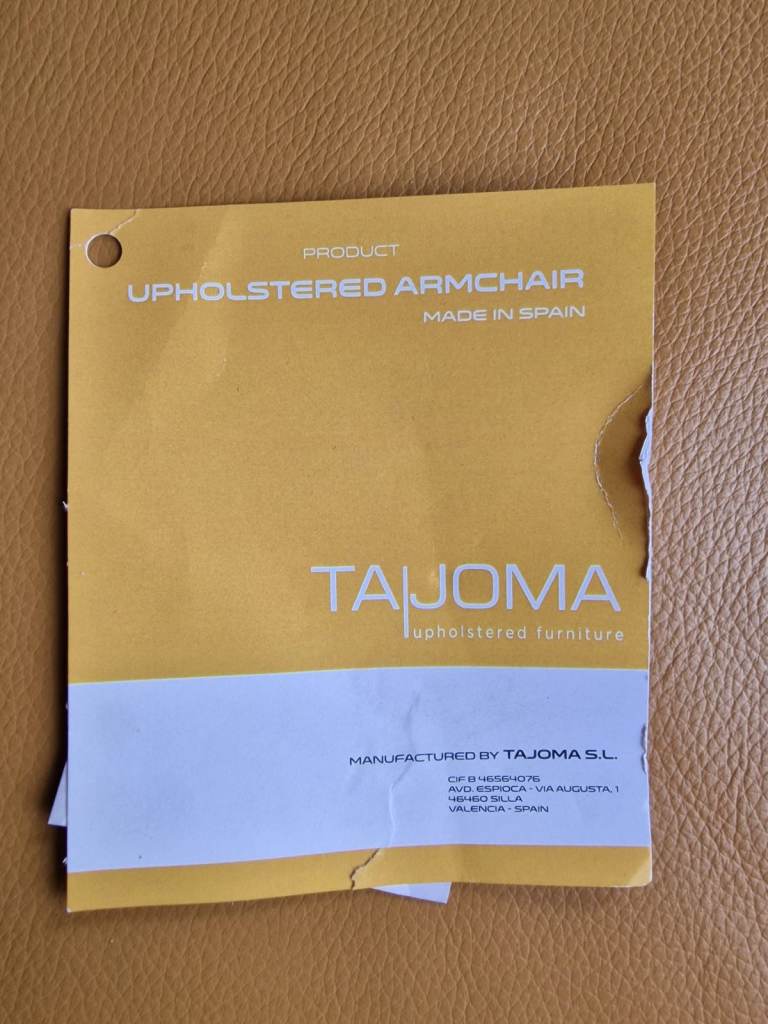 PRODUCT
UPHOLSTERED ARMCHAIR
MADE IN SPAIN
TAJOMA
upholstered furniture
MANUFACTURED BY TAJOMA S.L.
CIF B 46564076
AVD. ESPIOCA - VIA AUGUSTA, 1
46460 SILLA
VALENCIA - SPAIN